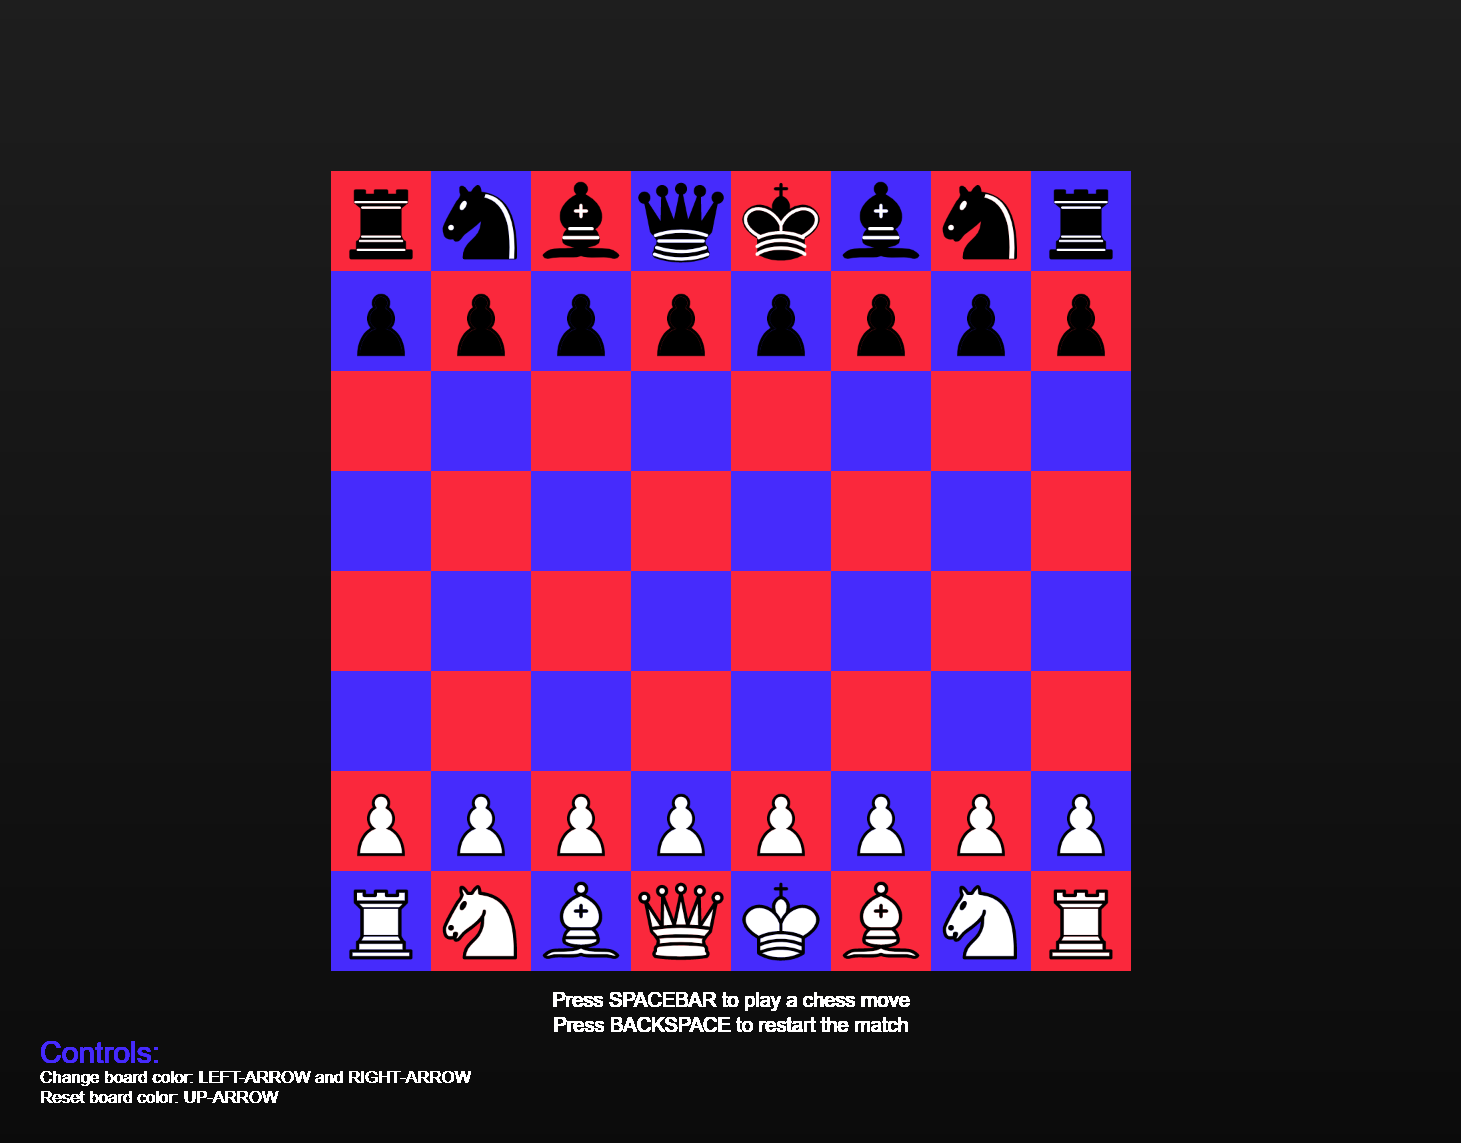 Press SPACEBAR to play a chess move
Press BACKSPACE to restart the match
Controls:
Change board color: LEFT-ARROW and RIGHT-ARROW
Reset board color: UP-ARROW